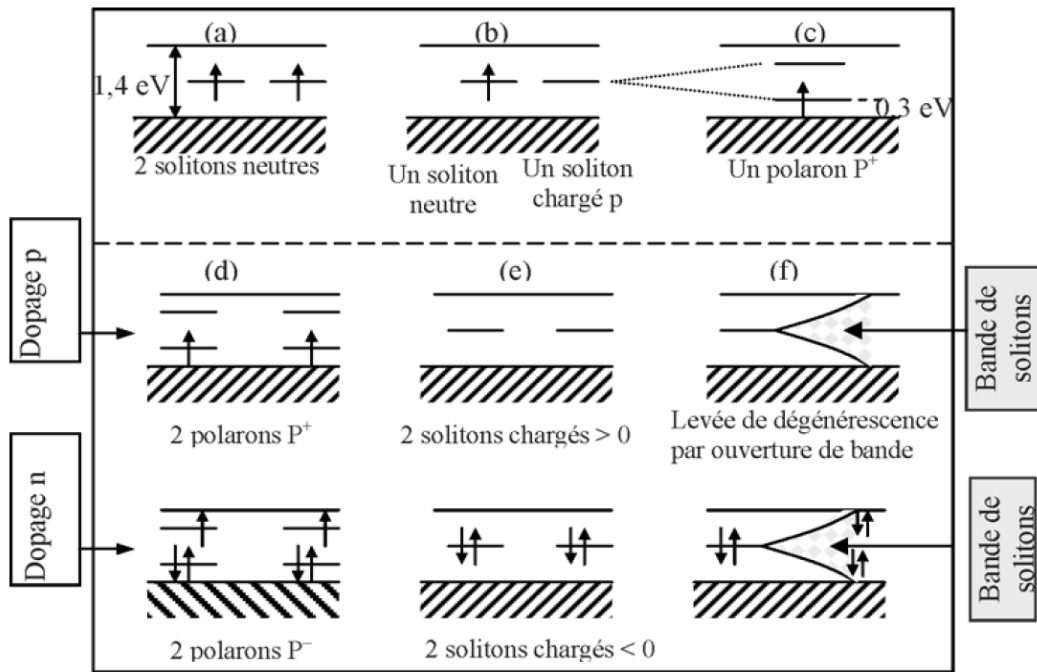 (a)
(b)
(c)
1,4 eV
0,3 eV
2 solitons neutres
Un soliton
neutre
Un soliton
chargé p
Un polaron P⁺
Dopage p
(d)
(e)
(f)
Bande de
solitons
2 polarons P⁺
2 solitons chargés > 0
Levée de dégénérescence
par ouverture de bande
Dopage n
Bande de
solitons
2 polarons P⁻
2 solitons chargés < 0